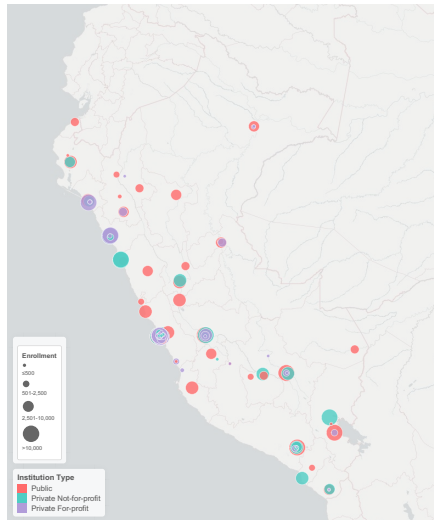 Enrollment
≤500
501-2,500
2,501-10,000
>10,000
Institution Type
Public
Private Not-for-profit
Private For-profit